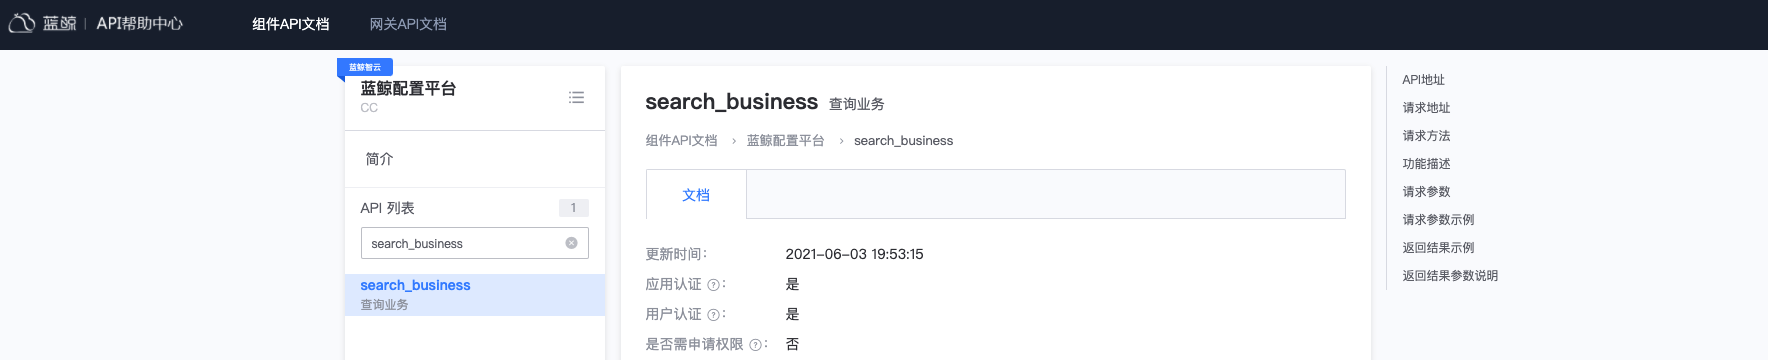 蓝鲸 | API帮助中心 组件API文档 网关API文档
蓝鲸智云
蓝鲸配置平台
CC
简介
API 列表 1
search_business
search_business
查询业务
search_business 查询业务
组件API文档 › 蓝鲸配置平台 › search_business
文档
更新时间： 2021-06-03 19:53:15
应用认证 ?： 是
用户认证 ?： 是
是否需申请权限 ?： 否
API地址
请求地址
请求方法
功能描述
请求参数
请求参数示例
返回结果示例
返回结果参数说明